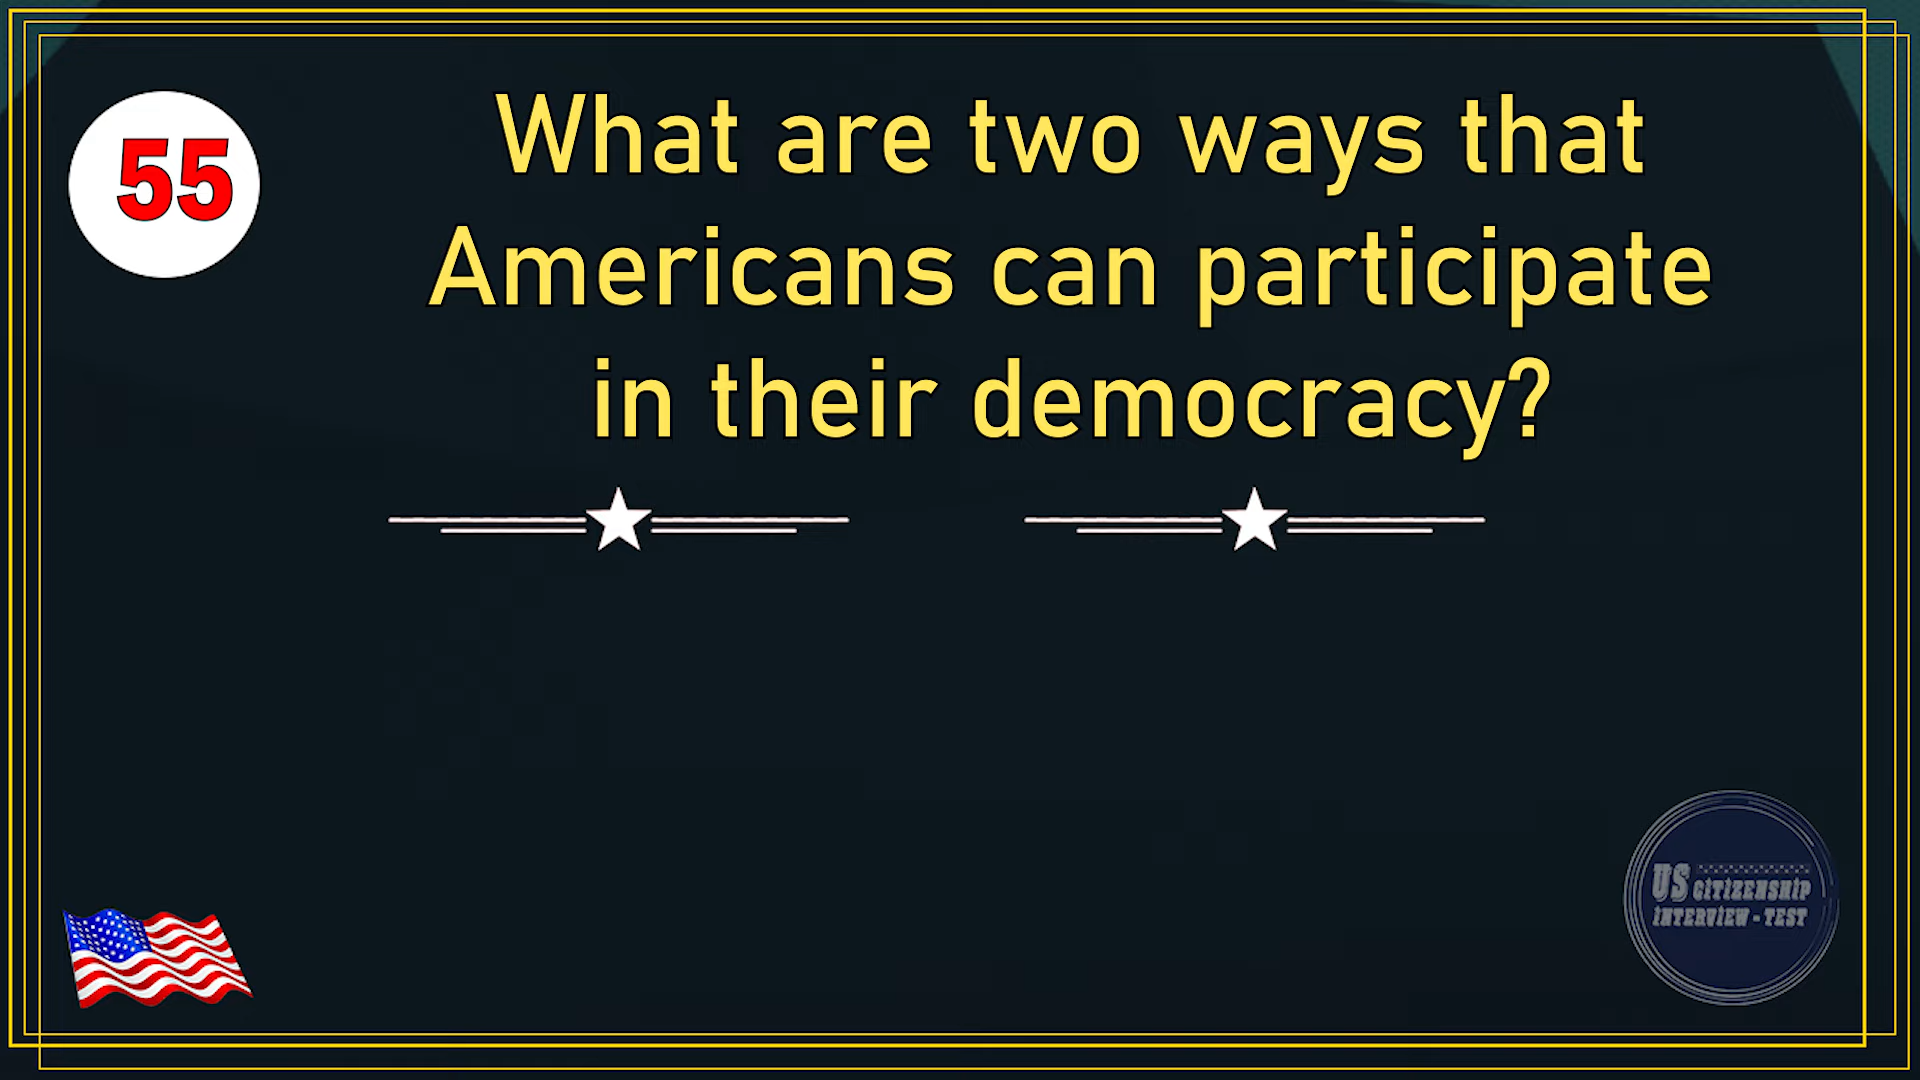 55
What are two ways that
Americans can participate
in their democracy?
US CITIZENSHIP
INTERVIEW - TEST